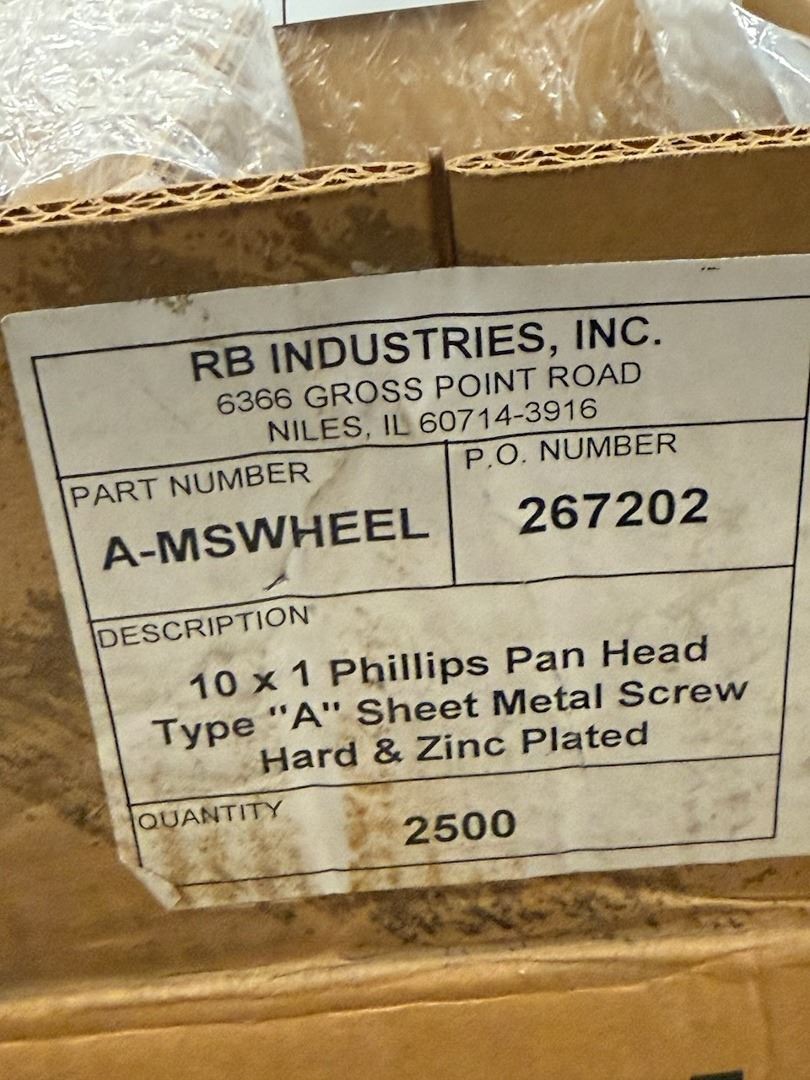 RB INDUSTRIES, INC.
6366 GROSS POINT ROAD
NILES, IL 60714-3916
PART NUMBER
A-MSWHEEL
P.O. NUMBER
267202
DESCRIPTION
10 x 1 Phillips Pan Head
Type "A" Sheet Metal Screw
Hard & Zinc Plated
QUANTITY
2500